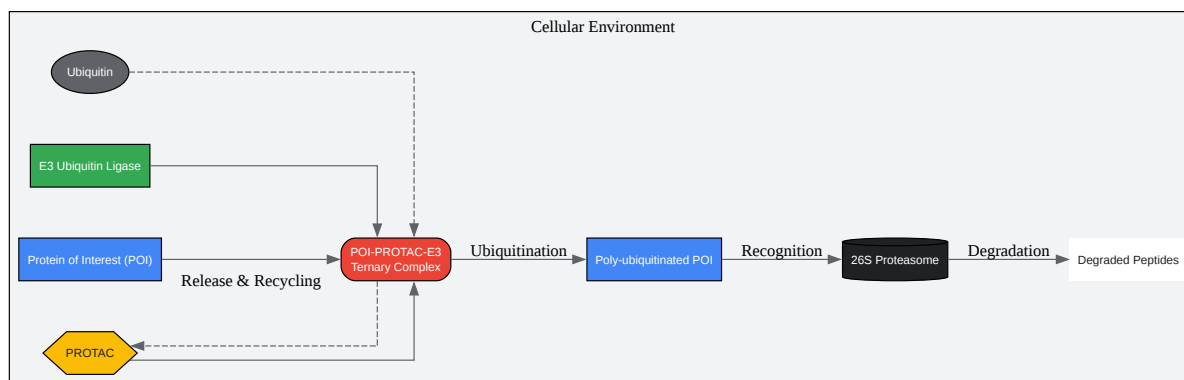 Cellular Environment
Ubiquitin
E3 Ubiquitin Ligase
Protein of Interest (POI)
Release & Recycling
PROTAC
POI-PROTAC-E3
Ternary Complex
Ubiquitination
Poly-ubiquitinated POI
Recognition
26S Proteasome
Degradation
Degraded Peptides